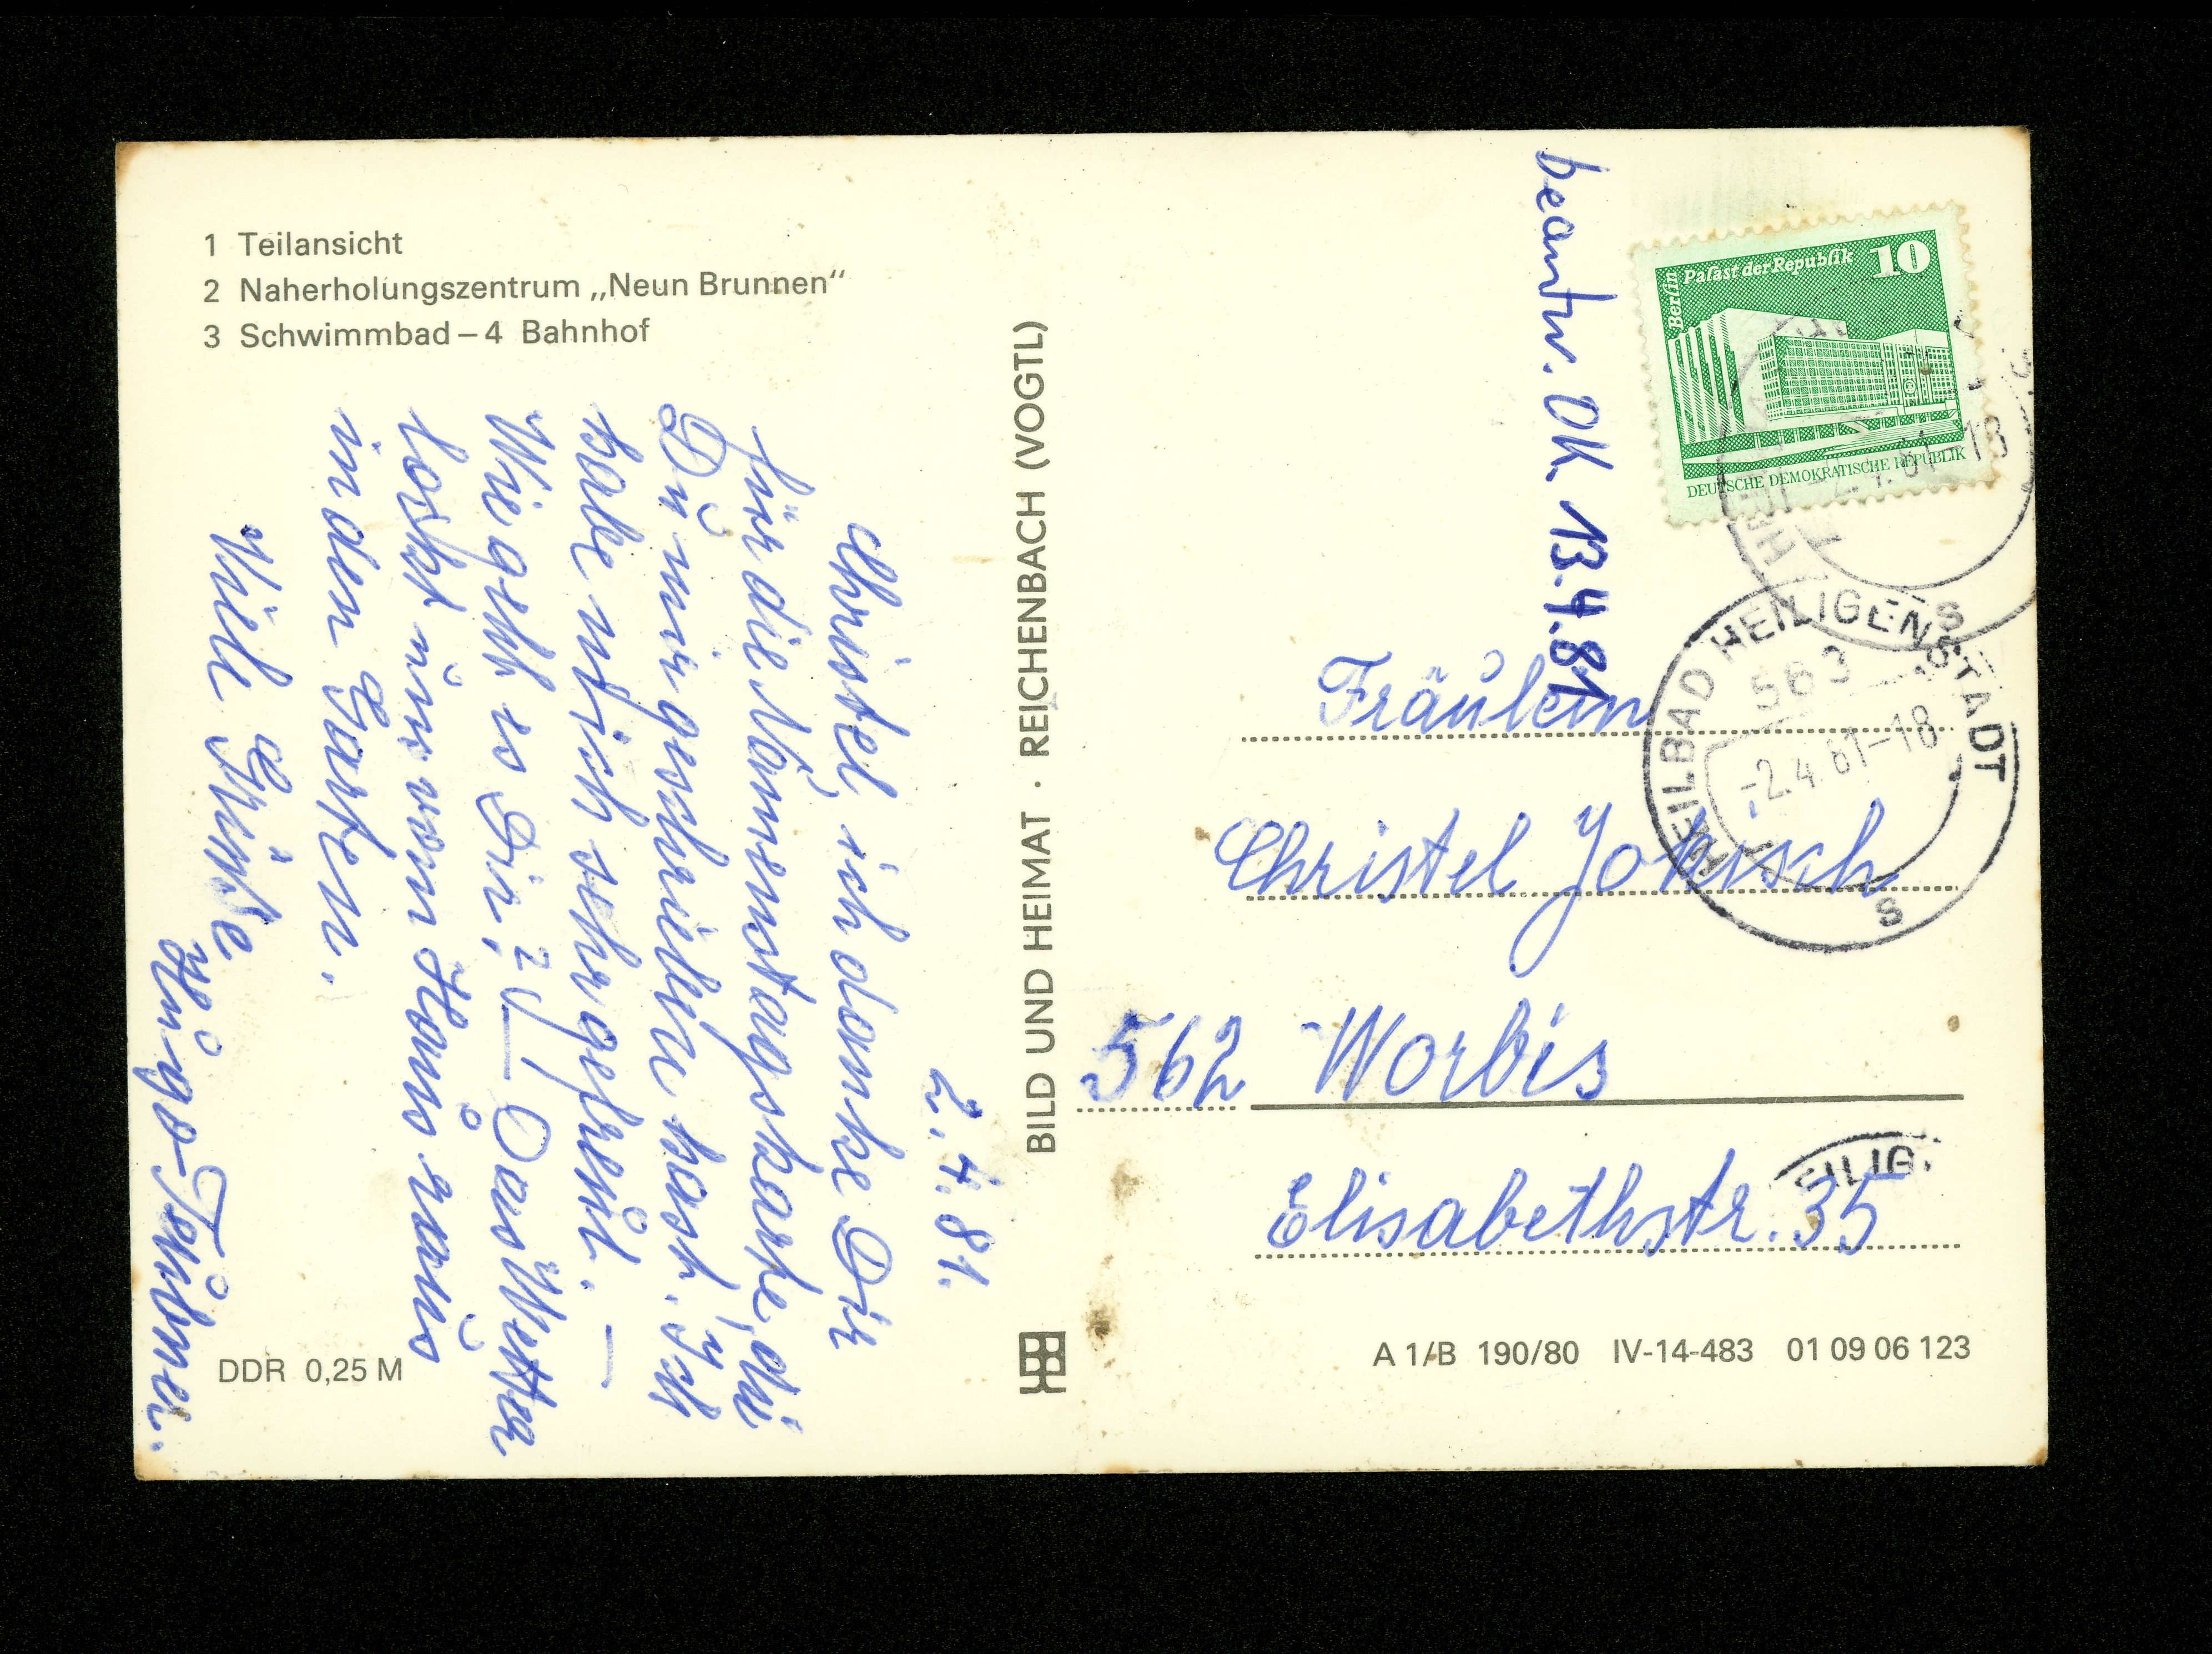 1 Teilansicht
2 Naherholungszentrum „Neun Brunnen“
3 Schwimmbad – 4 Bahnhof
2.4.81.
Christel, ich danke Dir
für die Namenstagskarte, die
Du mir geschrieben hast. Ich
habe mich sehr gefreut. –
Wie geht es Dir, ? Das Wetter
lockt uns vom Haus raus
in den Garten.
Viele Grüße
Hugo
DDR 0,25 M
BILD UND HEIMAT · REICHENBACH (VOGTL)
beantw. OK 13.4.81
Berlin
Palast der Republik 10
DEUTSCHE DEMOKRATISCHE REPUBLIK
HEILBAD HEILIGENSTADT
563
-2.4.81-18
S
Fräulein
Christel Jokisch
562 Worbis
EILIG
Elisabethstr. 35
A 1/B 190/80 IV-14-483 01 09 06 123